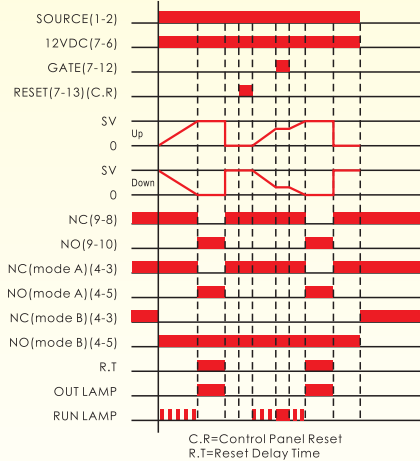 SOURCE(1-2)
12VDC(7-6)
GATE(7-12)
RESET(7-13)(C.R)
SV
Up
0
SV
Down
0
NC(9-8)
NO(9-10)
NC(mode A)(4-3)
NO(mode A)(4-5)
NC(mode B)(4-3)
NO(mode B)(4-5)
R.T
OUT LAMP
RUN LAMP
C.R=Control Panel Reset
R.T=Reset Delay Time